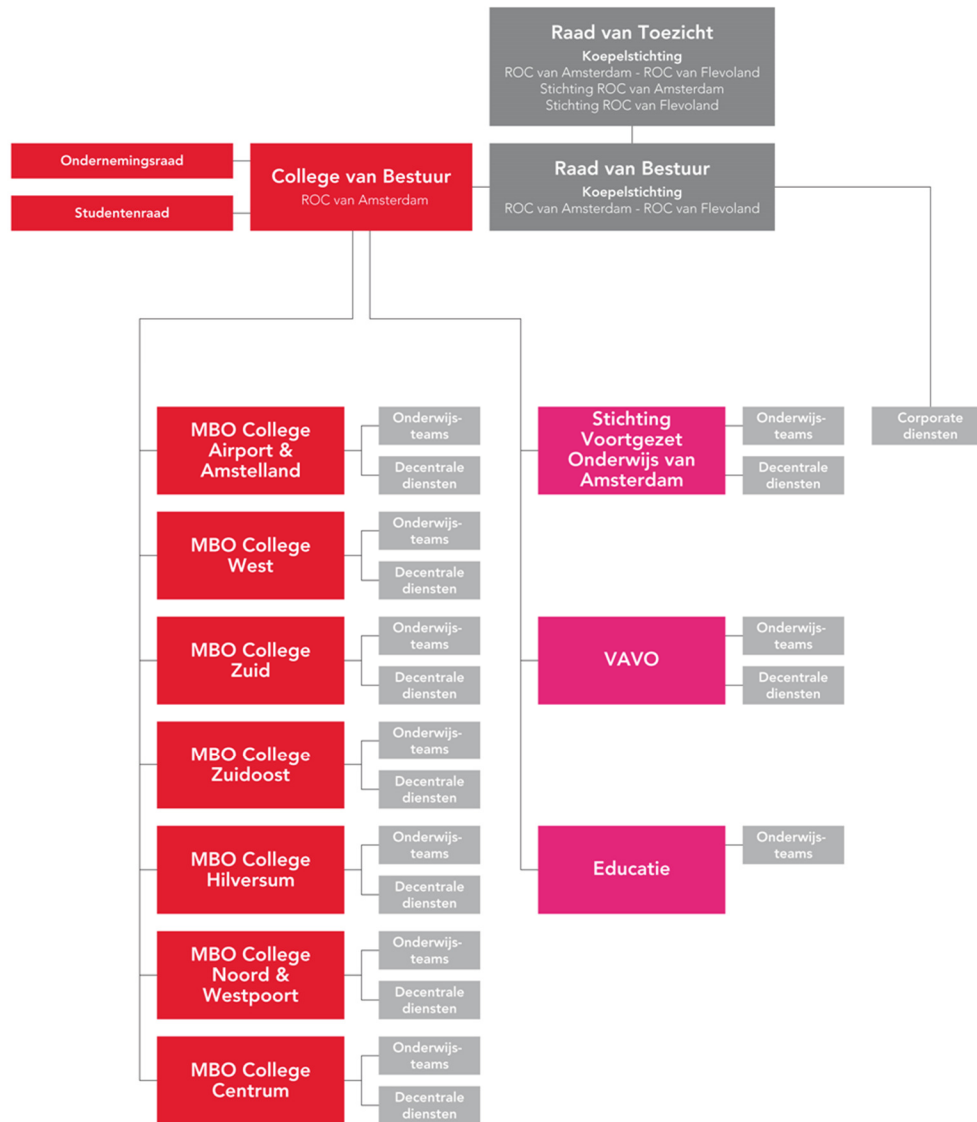 Raad van Toezicht
Koepelstichting
ROC van Amsterdam - ROC van Flevoland
Stichting ROC van Amsterdam
Stichting ROC van Flevoland
Ondernemingsraad
Studentenraad
College van Bestuur
ROC van Amsterdam
Raad van Bestuur
Koepelstichting
ROC van Amsterdam - ROC van Flevoland
MBO College
Airport &
Amstelland
Onderwijs-
teams
Decentrale
diensten
MBO College
West
Onderwijs-
teams
Decentrale
diensten
MBO College
Zuid
Onderwijs-
teams
Decentrale
diensten
MBO College
Zuidoost
Onderwijs-
teams
Decentrale
diensten
MBO College
Hilversum
Onderwijs-
teams
Decentrale
diensten
MBO College
Noord &
Westpoort
Onderwijs-
teams
Decentrale
diensten
MBO College
Centrum
Onderwijs-
teams
Decentrale
diensten
Stichting
Voortgezet
Onderwijs van
Amsterdam
Onderwijs-
teams
Decentrale
diensten
VAVO
Onderwijs-
teams
Decentrale
diensten
Educatie
Onderwijs-
teams
Corporate
diensten